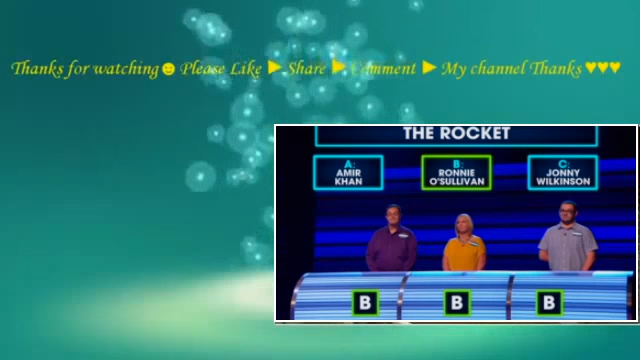 Thanks for watching☻ Please Like ► Share ► Comment ► My channel Thanks ♥♥♥
THE ROCKET
A:
AMIR
KHAN
B:
RONNIE
O'SULLIVAN
C:
JONNY
WILKINSON
B
B
B